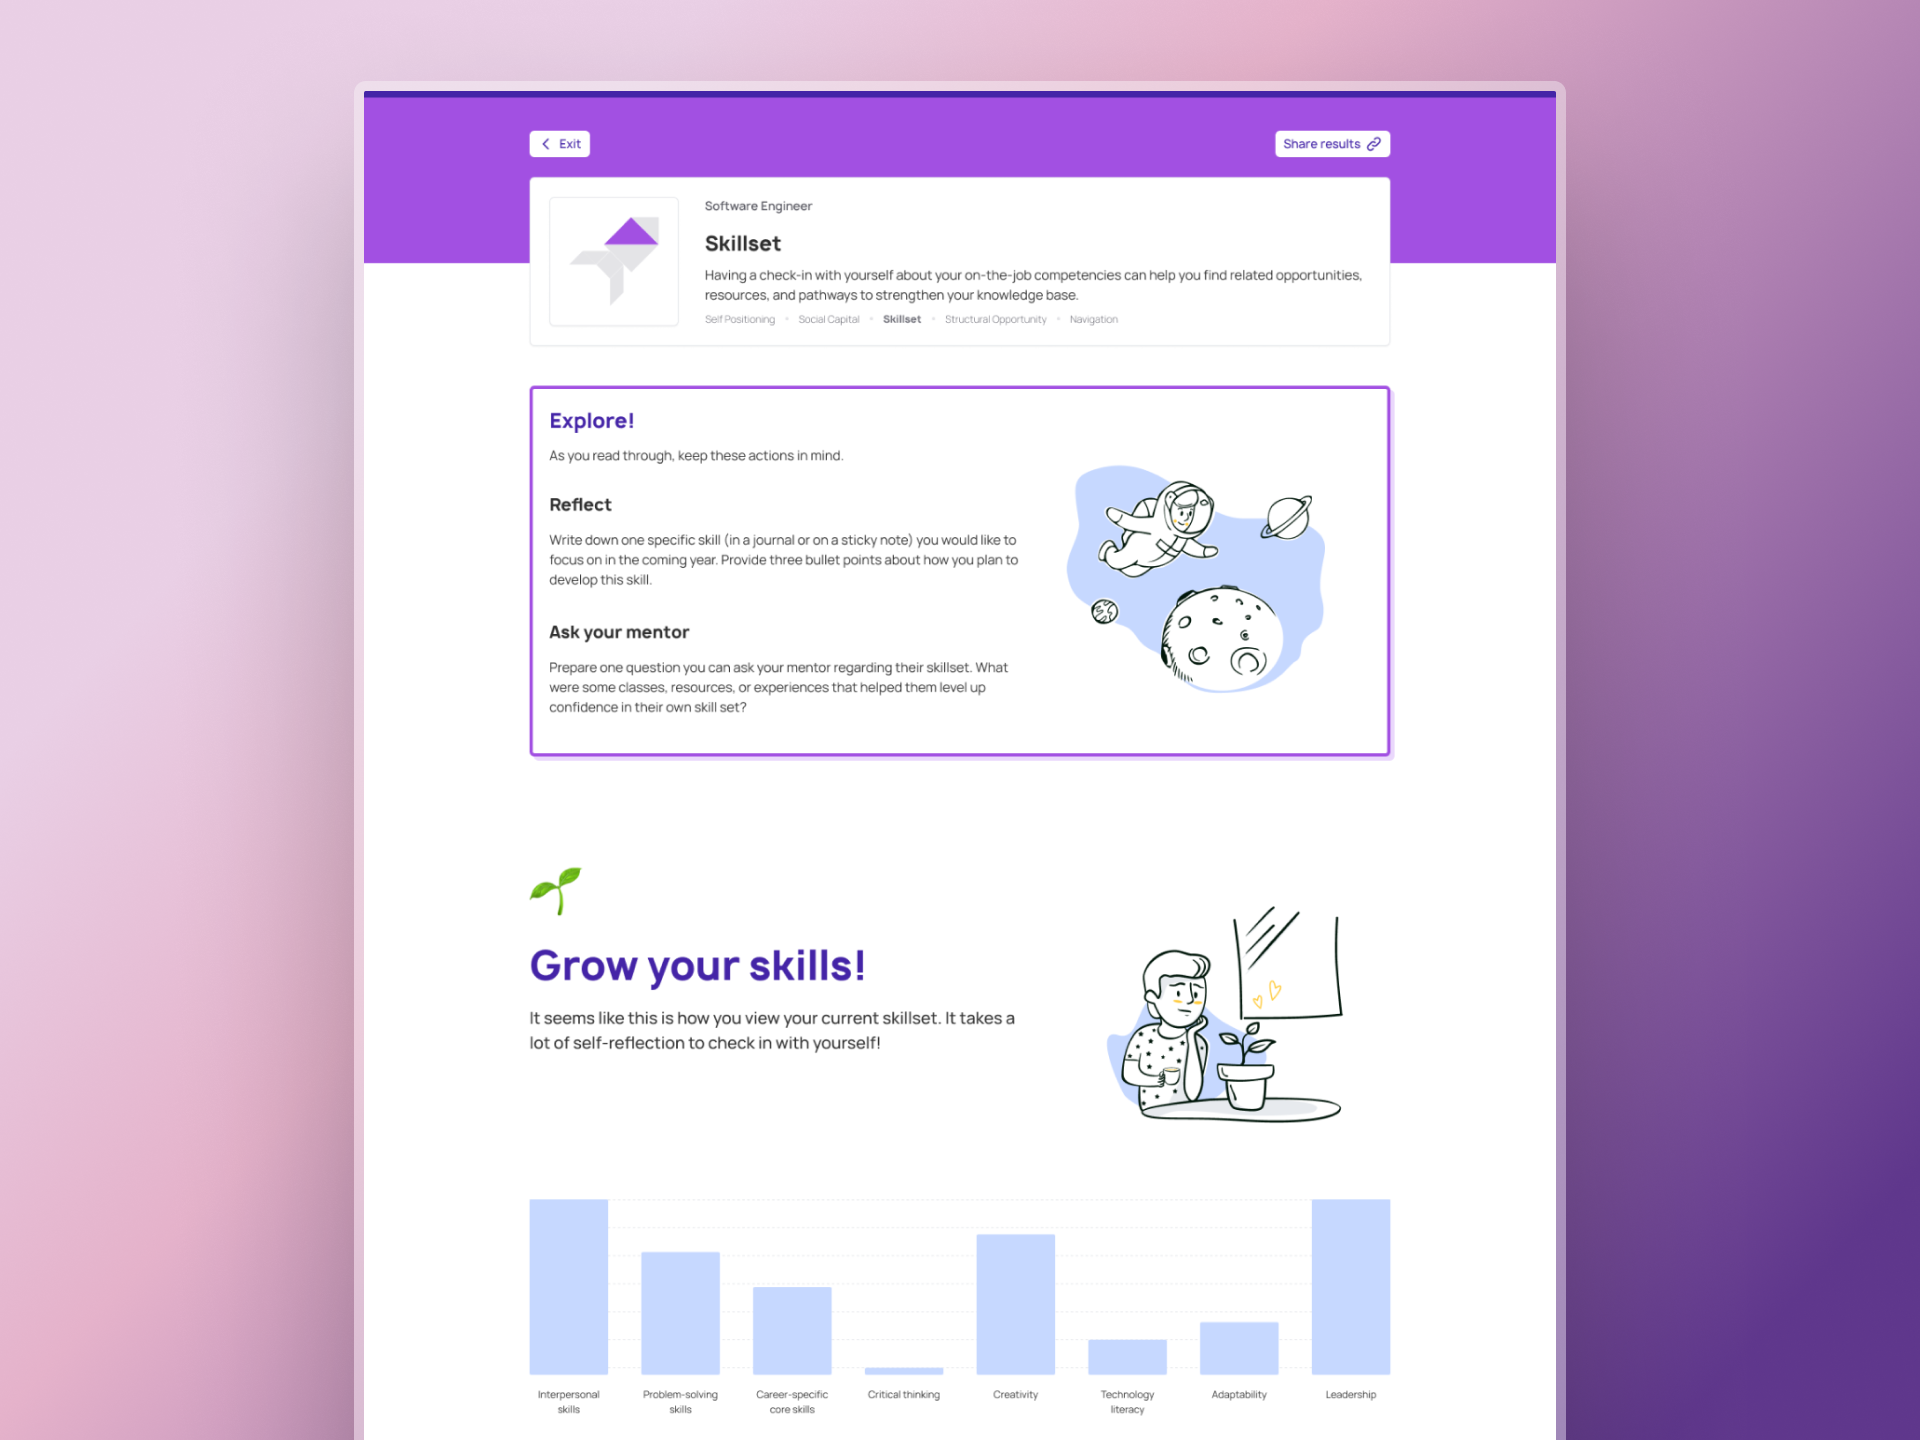 Exit
Share results
Software Engineer
Skillset
Having a check-in with yourself about your on-the-job competencies can help you find related opportunities,
resources, and pathways to strengthen your knowledge base.
Self Positioning • Social Capital • Skillset • Structural Opportunity • Navigation
Explore!
As you read through, keep these actions in mind.
Reflect
Write down one specific skill (in a journal or on a sticky note) you would like to
focus on in the coming year. Provide three bullet points about how you plan to
develop this skill.
Ask your mentor
Prepare one question you can ask your mentor regarding their skillset. What
were some classes, resources, or experiences that helped them level up
confidence in their own skill set?
Grow your skills!
It seems like this is how you view your current skillset. It takes a
lot of self-reflection to check in with yourself!
Interpersonal
skills
Problem-solving
skills
Career-specific
core skills
Critical thinking
Creativity
Technology
literacy
Adaptability
Leadership